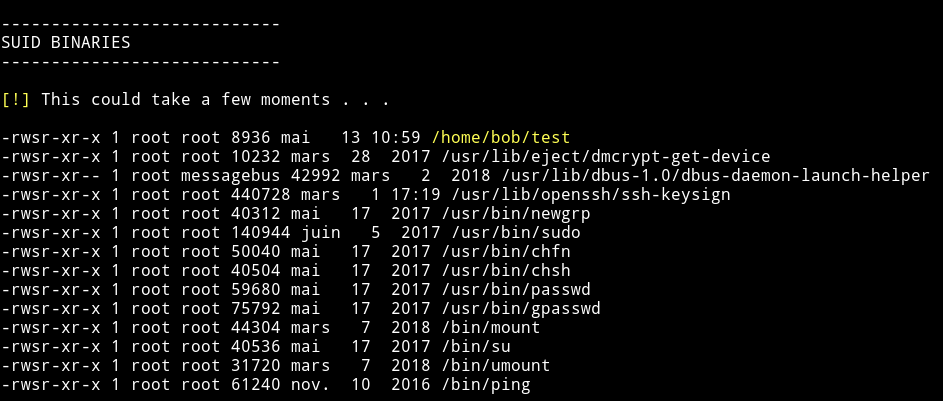 ----------------------------
SUID BINARIES
----------------------------
[!] This could take a few moments . . .
-rwsr-xr-x 1 root root 8936 mai   13 10:59 /home/bob/test
-rwsr-xr-x 1 root root 10232 mars  28  2017 /usr/lib/eject/dmcrypt-get-device
-rwsr-xr-- 1 root messagebus 42992 mars   2  2018 /usr/lib/dbus-1.0/dbus-daemon-launch-helper
-rwsr-xr-x 1 root root 440728 mars   1 17:19 /usr/lib/openssh/ssh-keysign
-rwsr-xr-x 1 root root 40312 mai   17  2017 /usr/bin/newgrp
-rwsr-xr-x 1 root root 140944 juin   5  2017 /usr/bin/sudo
-rwsr-xr-x 1 root root 50040 mai   17  2017 /usr/bin/chfn
-rwsr-xr-x 1 root root 40504 mai   17  2017 /usr/bin/chsh
-rwsr-xr-x 1 root root 59680 mai   17  2017 /usr/bin/passwd
-rwsr-xr-x 1 root root 75792 mai   17  2017 /usr/bin/gpasswd
-rwsr-xr-x 1 root root 44304 mars   7  2018 /bin/mount
-rwsr-xr-x 1 root root 40536 mai   17  2017 /bin/su
-rwsr-xr-x 1 root root 31720 mars   7  2018 /bin/umount
-rwsr-xr-x 1 root root 61240 nov.  10  2016 /bin/ping